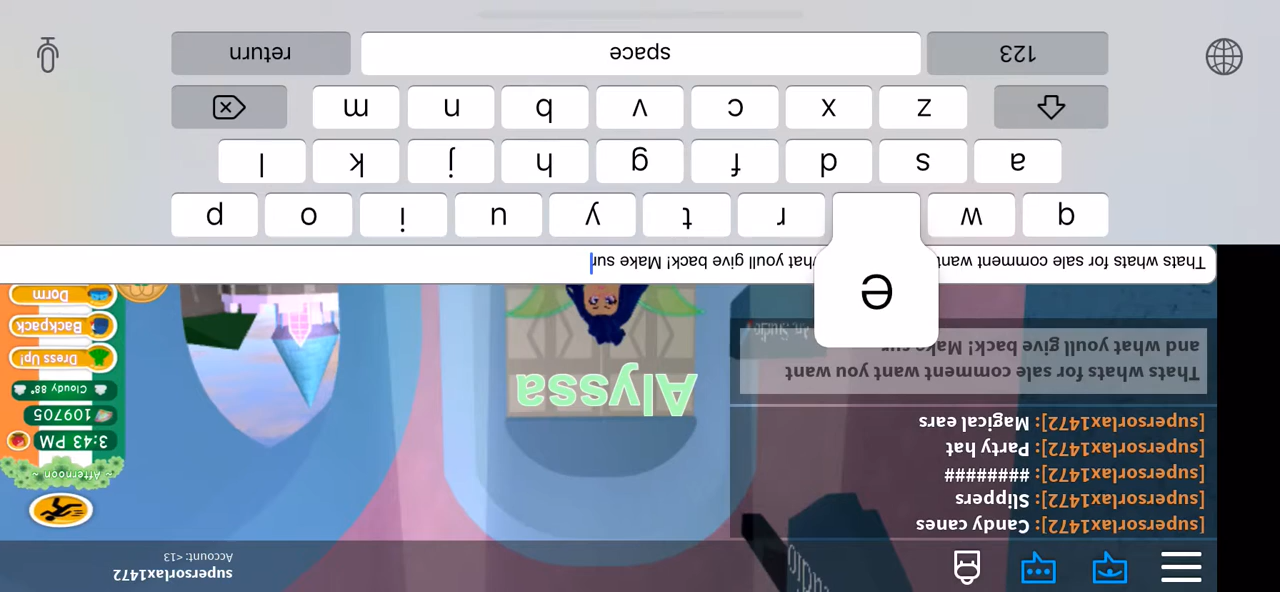 supersorlax1472
Account: <13
[supersorlax1472]: Candy canes
[supersorlax1472]: Slippers
[supersorlax1472]: ########
[supersorlax1472]: Party hat
[supersorlax1472]: Magical ears
Thats whats for sale comment want you want
and what youll give back! Make sur
Alyssa
~ Afternoon ~
3:43 PM
109705
Cloudy 88°
Dress Up!
Backpack
Dorm
Thats whats for sale comment want hat youll give back! Make sur
e
q w r t y u i o p
a s d f g h j k l
z x c v b n m
123 space return